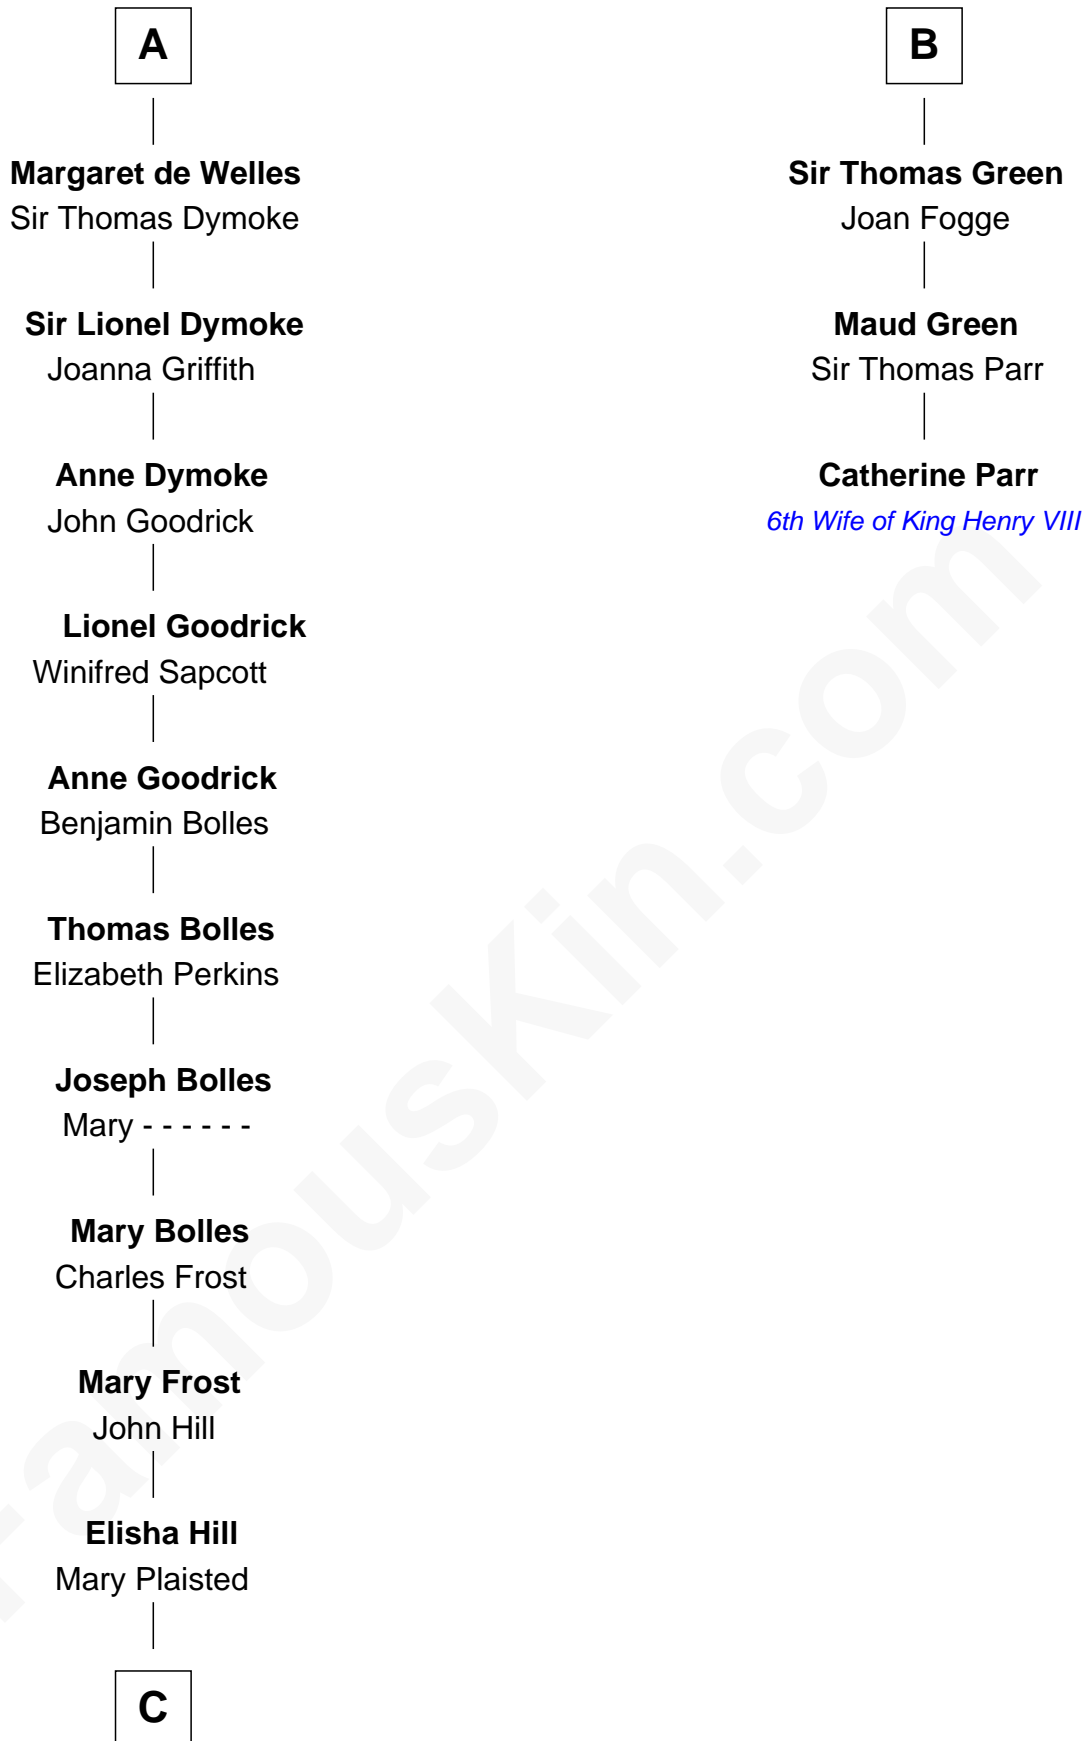 A
Margaret de Welles
Sir Thomas Dymoke
Sir Lionel Dymoke
Joanna Griffith
Anne Dymoke
John Goodrick
Lionel Goodrick
Winifred Sapcott
Anne Goodrick
Benjamin Bolles
Thomas Bolles
Elizabeth Perkins
Joseph Bolles
Mary - - - - - -
Mary Bolles
Charles Frost
Mary Frost
John Hill
Elisha Hill
Mary Plaisted
C
B
Sir Thomas Green
Joan Fogge
Maud Green
Sir Thomas Parr
Catherine Parr
6th Wife of King Henry VIII
FamousKin.com